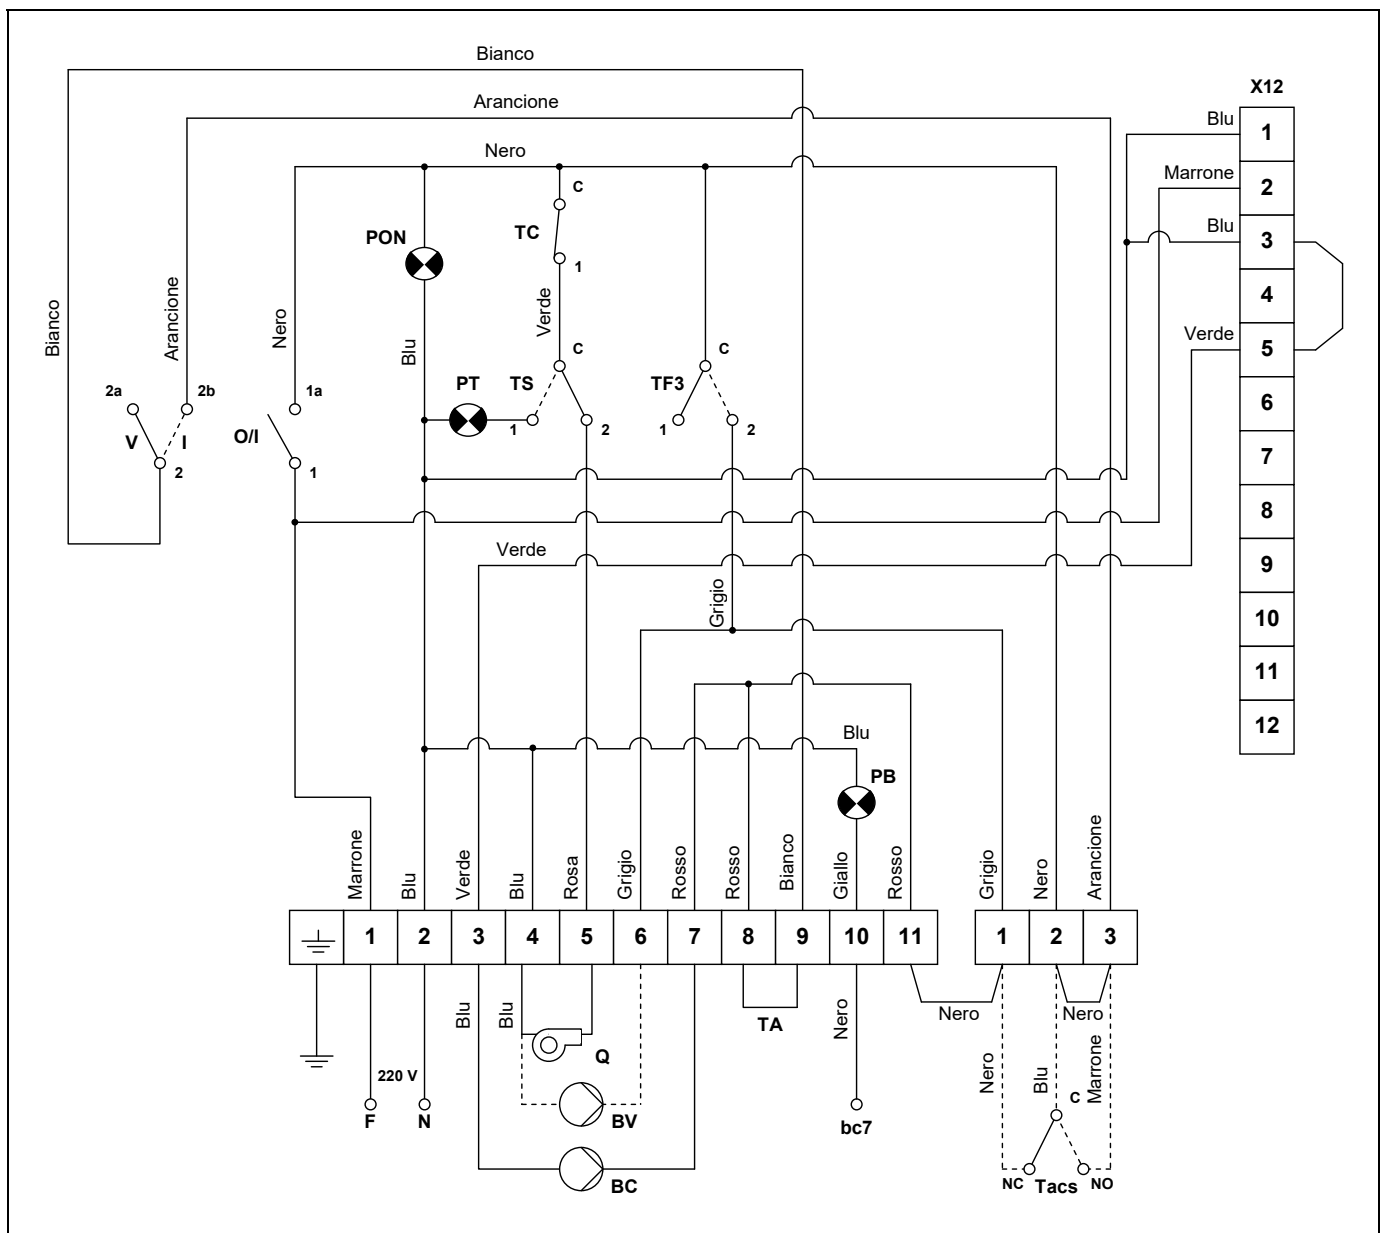 Bianco
X12
Arancione
Blu
1
Nero
Marrone
2
C
Blu
PON
TC
3
1
4
Bianco
Arancione
Nero
Blu
Verde
Verde
5
C
C
2a
2b
1a
PT
TS
TF3
6
V
I
O/I
1
2
1
2
2
1
7
8
Verde
9
Grigio
10
11
12
Blu
PB
Marrone
Blu
Verde
Blu
Rosa
Grigio
Rosso
Rosso
Bianco
Giallo
Rosso
Grigio
Nero
Arancione
1
2
3
4
5
6
7
8
9
10
11
1
2
3
Blu
Blu
TA
Nero
Nero
Nero
Q
220 V
Nero
Blu
Marrone
C
F
N
BV
bc7
BC
NC
Tacs
NO